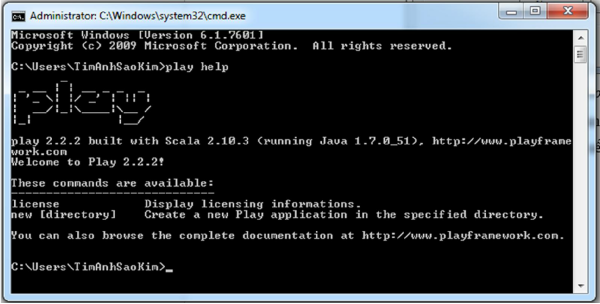 Administrator: C:\Windows\system32\cmd.exe
Microsoft Windows [Version 6.1.7601]
Copyright (c) 2009 Microsoft Corporation.  All rights reserved.
C:\Users\TimAnhSaoKim>play help
play
play 2.2.2 built with Scala 2.10.3 (running Java 1.7.0_51), http://www.playframe
work.com
Welcome to Play 2.2.2!
These commands are available:
-----------------------------
license            Display licensing informations.
new [directory]    Create a new Play application in the specified directory.
You can also browse the complete documentation at http://www.playframework.com.
C:\Users\TimAnhSaoKim>_